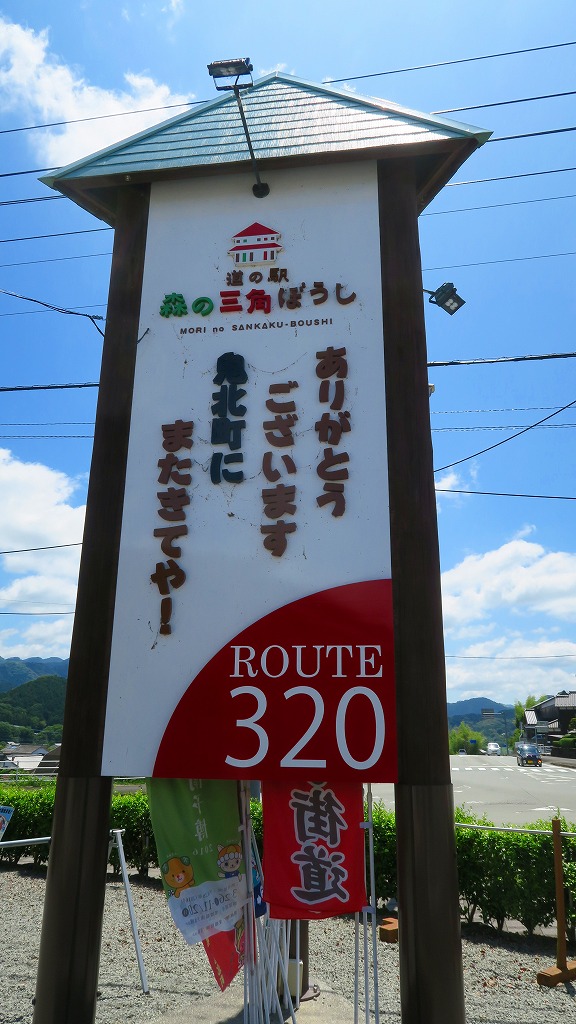 道の駅
森の三角ぼうし
MORI no SANKAKU-BOUSHI
ありがとう
ございます
鬼北町に
またきてや!
ROUTE
320
街道